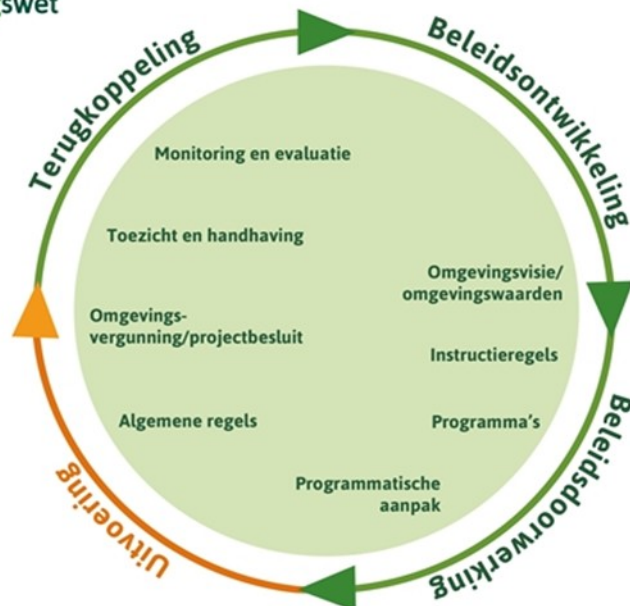 Terugkoppeling
Beleidsontwikkeling
Monitoring en evaluatie
Toezicht en handhaving
Omgevingsvisie/
omgevingswaarden
Omgevings-
vergunning/projectbesluit
Instructieregels
Algemene regels
Programma's
Programmatische
aanpak
Uitvoering
Beleidsdoorwerking